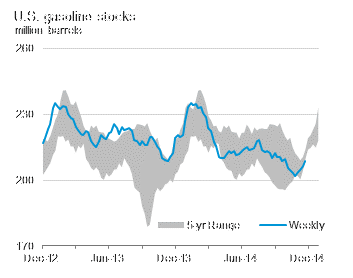 U.S. gasoline stocks
million barrels
260
230
200
170
Dec-12 Jun-13 Dec-13 Jun-14 Dec-14
5-yr Range Weekly